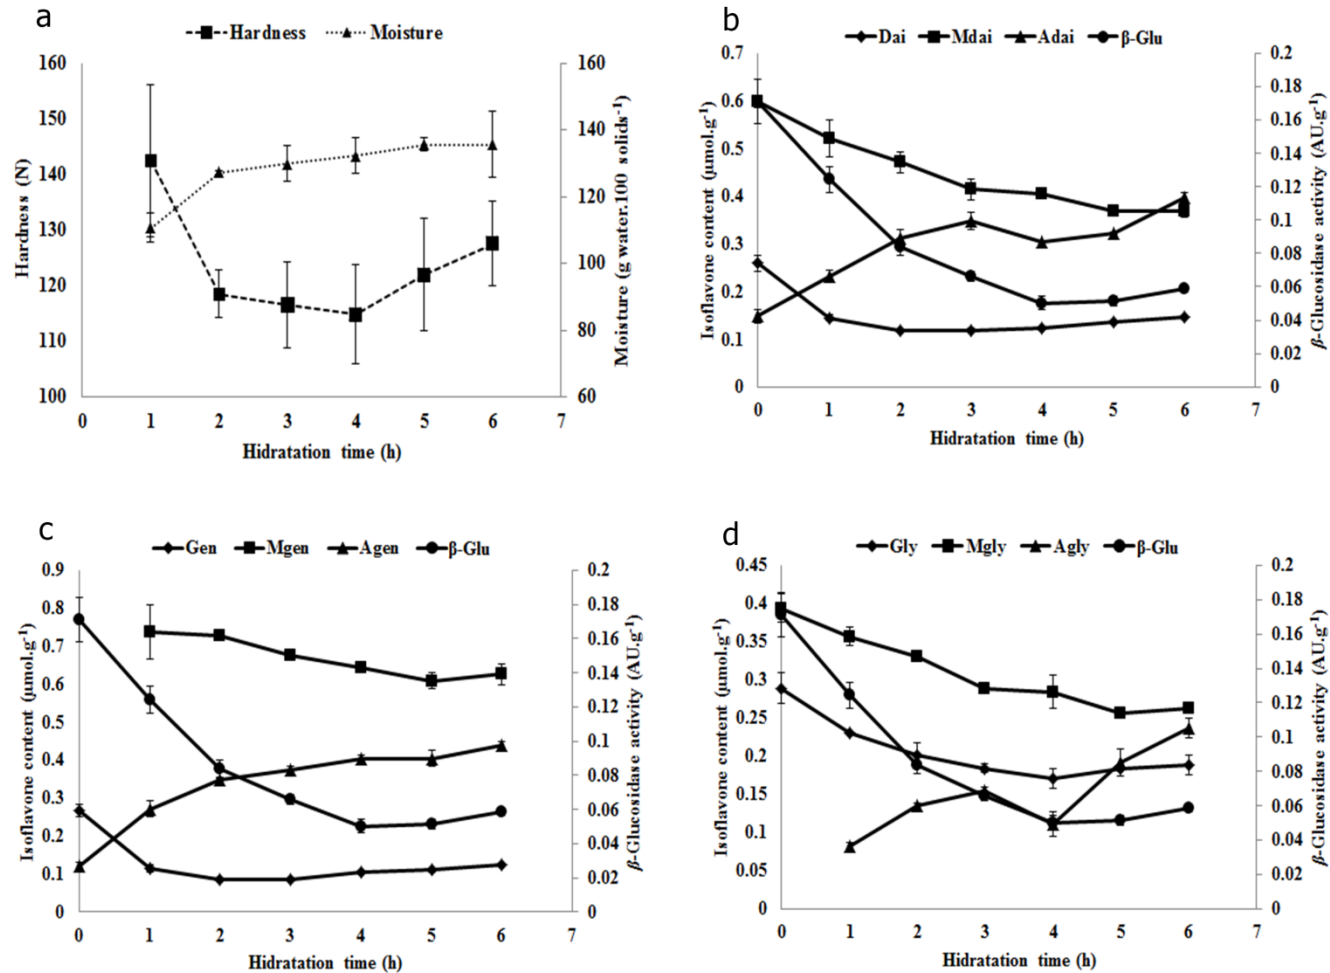 a
Hardness Moisture
160 160
150
140 140
130 120
120 100
110 80
100 60
0 1 2 3 4 5 6 7
Hidratation time (h)
Hardness (N)
Moisture (g water.100 solids⁻¹)
b
Dai Mdai Adai β-Glu
0.7 0.2
0.6 0.18
0.5 0.16
0.4 0.14
0.3 0.12
0.2 0.1
0.1 0.08
0 0.06
0.04
0.02
0
0 1 2 3 4 5 6 7
Hidratation time (h)
Isoflavone content (µmol.g⁻¹)
β-Glucosidase activity (AU.g⁻¹)
c
Gen Mgen Agen β-Glu
0.9 0.2
0.8 0.18
0.7 0.16
0.6 0.14
0.5 0.12
0.4 0.1
0.3 0.08
0.2 0.06
0.1 0.04
0 0.02
0
0 1 2 3 4 5 6 7
Hidratation time (h)
Isoflavone content (µmol.g⁻¹)
β-Glucosidase activity (AU.g⁻¹)
d
Gly Mgly Agly β-Glu
0.45 0.2
0.4 0.18
0.35 0.16
0.3 0.14
0.25 0.12
0.2 0.1
0.15 0.08
0.1 0.06
0.05 0.04
0 0.02
0
0 1 2 3 4 5 6 7
Hidratation time (h)
Isoflavone content (µmol.g⁻¹)
β-Glucosidase activity (AU.g⁻¹)